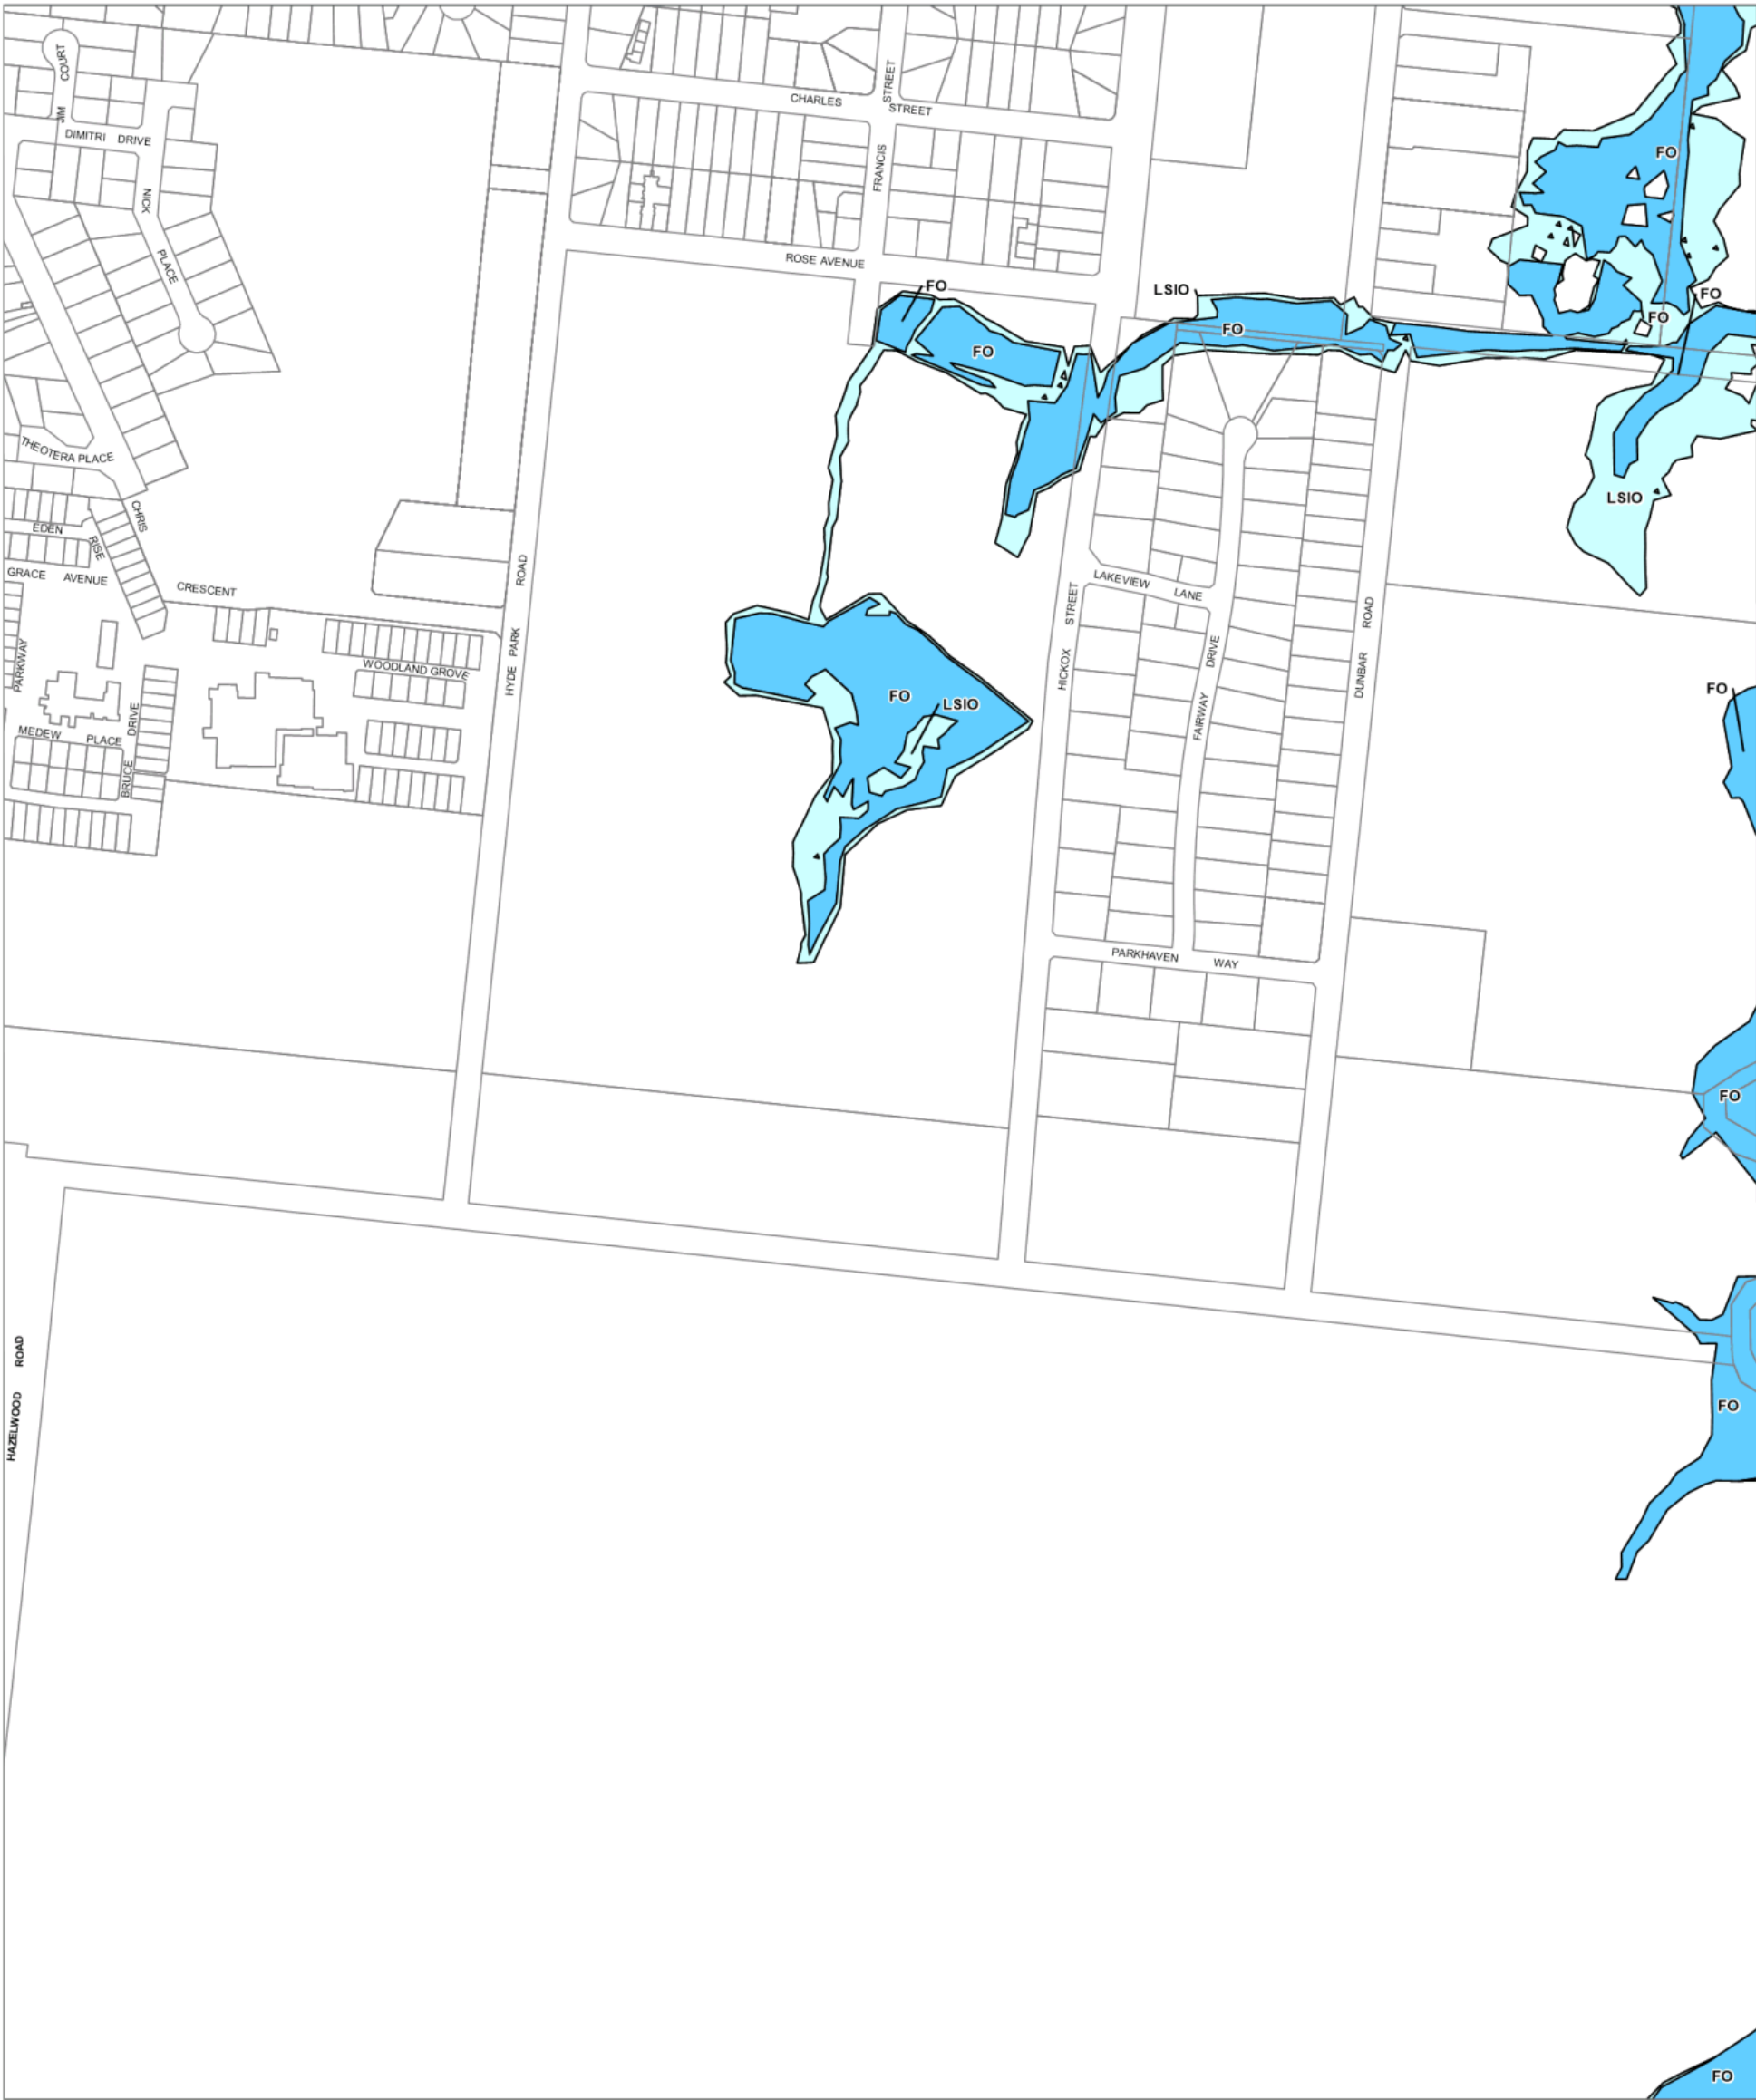 JIM COURT
CHARLES STREET
STREET
FRANCIS
DIMITRI DRIVE
NICK
PLACE
ROSE AVENUE
FO
FO
FO
LSIO
FO
FO
FO
FO
THEOTERA PLACE
LSIO
CHRIS
RISE
EDEN
GRACE AVENUE
CRESCENT
HYDE PARK ROAD
LAKEVIEW LANE
HICKOX STREET
DUNBAR ROAD
FAIRWAY DRIVE
PARKWAY
WOODLAND GROVE
FO
FO
LSIO
MEDEW PLACE
BRUCE DRIVE
PARKHAVEN WAY
FO
HAZELWOOD ROAD
FO
FO